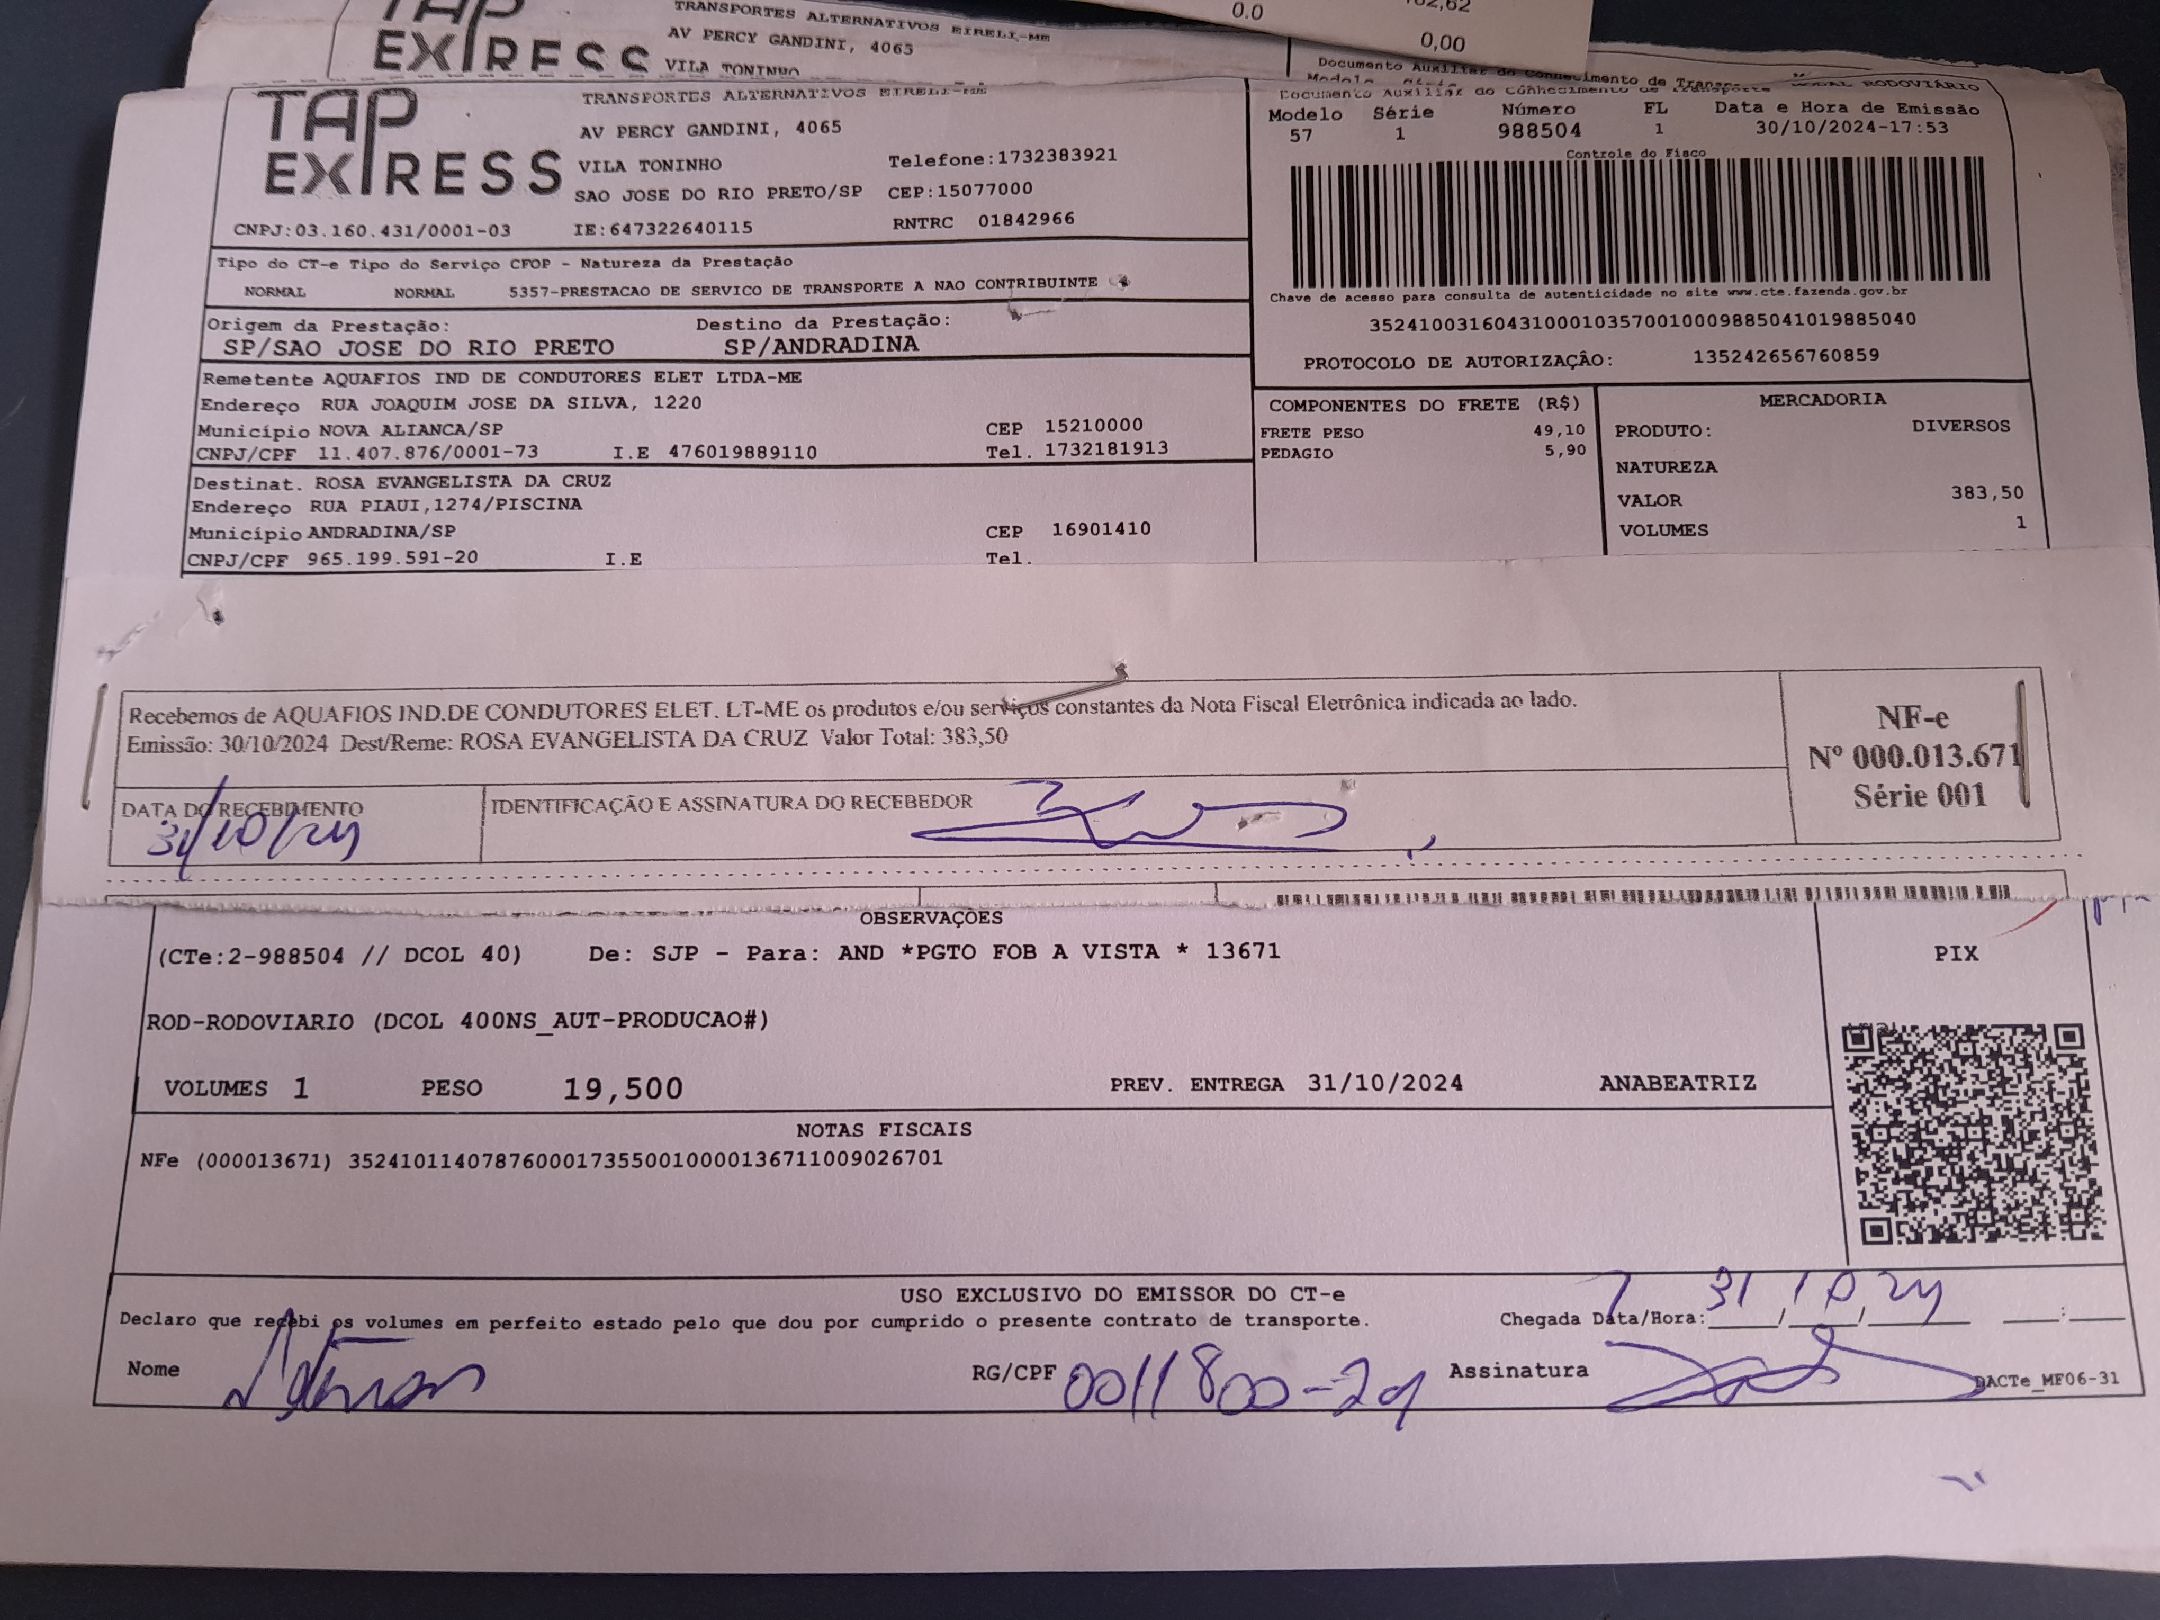 TRANSPORTES ALTERNATIVOS EIRELI-ME
AV PERCY GANDINI, 4065
VILA TONINHO
0.0
0,00
Documento Auxiliar do Conhecimento de Transporte
TAP EXPRESS
TRANSPORTES ALTERNATIVOS EIRELI-ME
AV PERCY GANDINI, 4065
VILA TONINHO Telefone:1732383921
SAO JOSE DO RIO PRETO/SP CEP:15077000
CNPJ:03.160.431/0001-03 IE:647322640115 RNTRC 01842966
Modelo Série Número FL Data e Hora de Emissão
57 1 988504 1 30/10/2024-17:53
Controle do Fisco
Chave de acesso para consulta de autenticidade no site www.cte.fazenda.gov.br
35241003160431000103570010009885041019885040
PROTOCOLO DE AUTORIZAÇÂO: 135242656760859
Tipo do CT-e Tipo do Serviço CFOP - Natureza da Prestação
NORMAL NORMAL 5357-PRESTACAO DE SERVICO DE TRANSPORTE A NAO CONTRIBUINTE
Origem da Prestação: Destino da Prestação:
SP/SAO JOSE DO RIO PRETO SP/ANDRADINA
Remetente AQUAFIOS IND DE CONDUTORES ELET LTDA-ME
Endereço RUA JOAQUIM JOSE DA SILVA, 1220
Município NOVA ALIANCA/SP CEP 15210000
CNPJ/CPF 11.407.876/0001-73 I.E 476019889110 Tel. 1732181913
Destinat. ROSA EVANGELISTA DA CRUZ
Endereço RUA PIAUI,1274/PISCINA
Município ANDRADINA/SP CEP 16901410
CNPJ/CPF 965.199.591-20 I.E Tel.
COMPONENTES DO FRETE (R$)
FRETE PESO 49,10
PEDAGIO 5,90
MERCADORIA
PRODUTO: DIVERSOS
NATUREZA
VALOR 383,50
VOLUMES 1
Recebemos de AQUAFIOS IND.DE CONDUTORES ELET. LT-ME os produtos e/ou serviços constantes da Nota Fiscal Eletrônica indicada ao lado.
Emissão: 30/10/2024 Dest/Reme: ROSA EVANGELISTA DA CRUZ Valor Total: 383,50
NF-e
Nº 000.013.671
Série 001
DATA DO RECEBIMENTO IDENTIFICAÇÃO E ASSINATURA DO RECEBEDOR
31/10/24
OBSERVAÇÕES
(CTe:2-988504 // DCOL 40) De: SJP - Para: AND *PGTO FOB A VISTA * 13671
PIX
ROD-RODOVIARIO (DCOL 400NS_AUT-PRODUCAO#)
VOLUMES 1 PESO 19,500 PREV. ENTREGA 31/10/2024 ANABEATRIZ
NOTAS FISCAIS
NFe (000013671) 35241011407876000173550010000136711009026701
USO EXCLUSIVO DO EMISSOR DO CT-e
Declaro que recebi os volumes em perfeito estado pelo que dou por cumprido o presente contrato de transporte.
Chegada Data/Hora: 31/10/24 :
Nome RG/CPF 0011800-29 Assinatura
DACTe_MF06-31